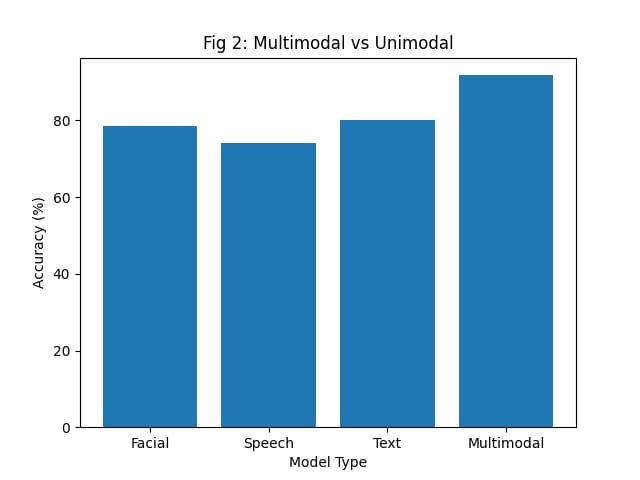 Fig 2: Multimodal vs Unimodal
Accuracy (%)
80
60
40
20
0
Facial Speech Text Multimodal
Model Type